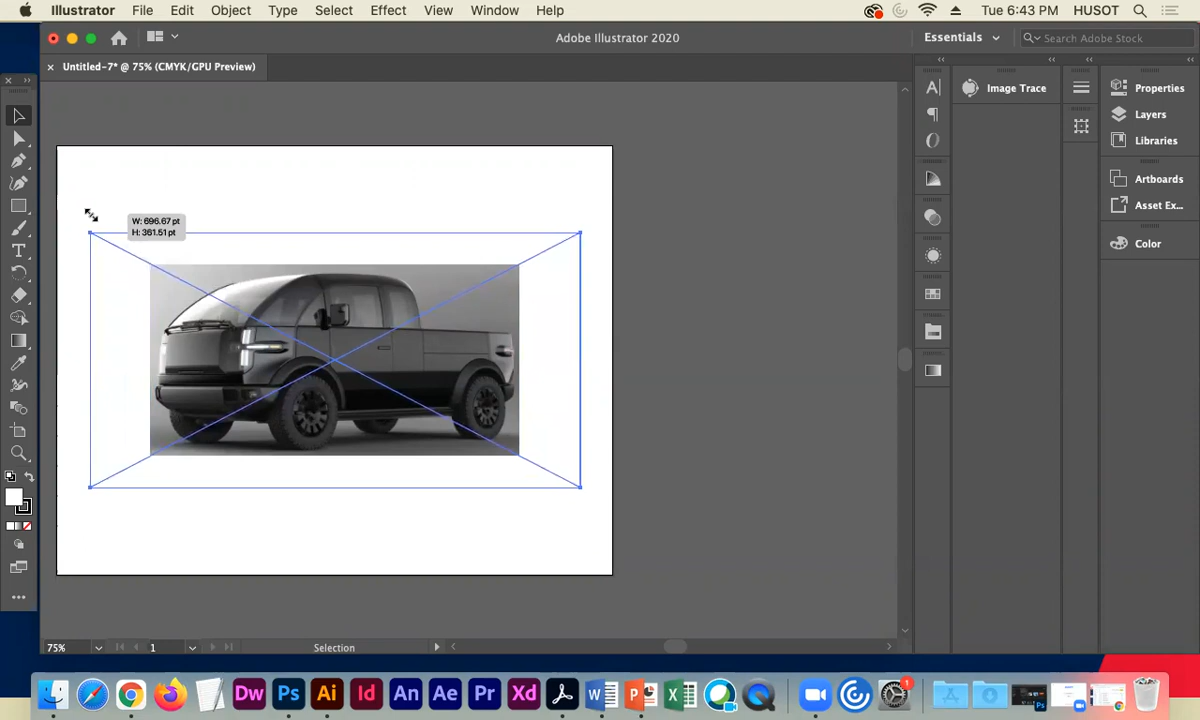 Illustrator File Edit Object Type Select Effect View Window Help Tue 6:43 PM HUSOT
Adobe Illustrator 2020 Essentials Search Adobe Stock
Untitled-7* @ 75% (CMYK/GPU Preview)
Image Trace
Properties
Layers
Libraries
Artboards
Asset Ex...
Color
W: 696.67 pt
H: 361.51 pt
75% 1 Selection
Dw Ps Ai Id An Ae Pr Xd W P X 1